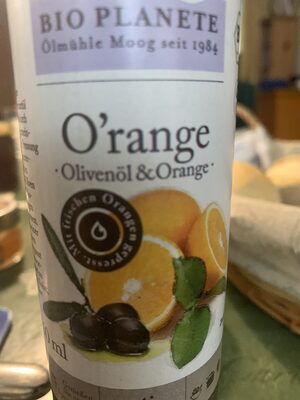 BIO PLANETE
Ölmühle Moog seit 1984
O'range
· Olivenöl & Orange ·
Mit frischen Orangen gepresst.
ml